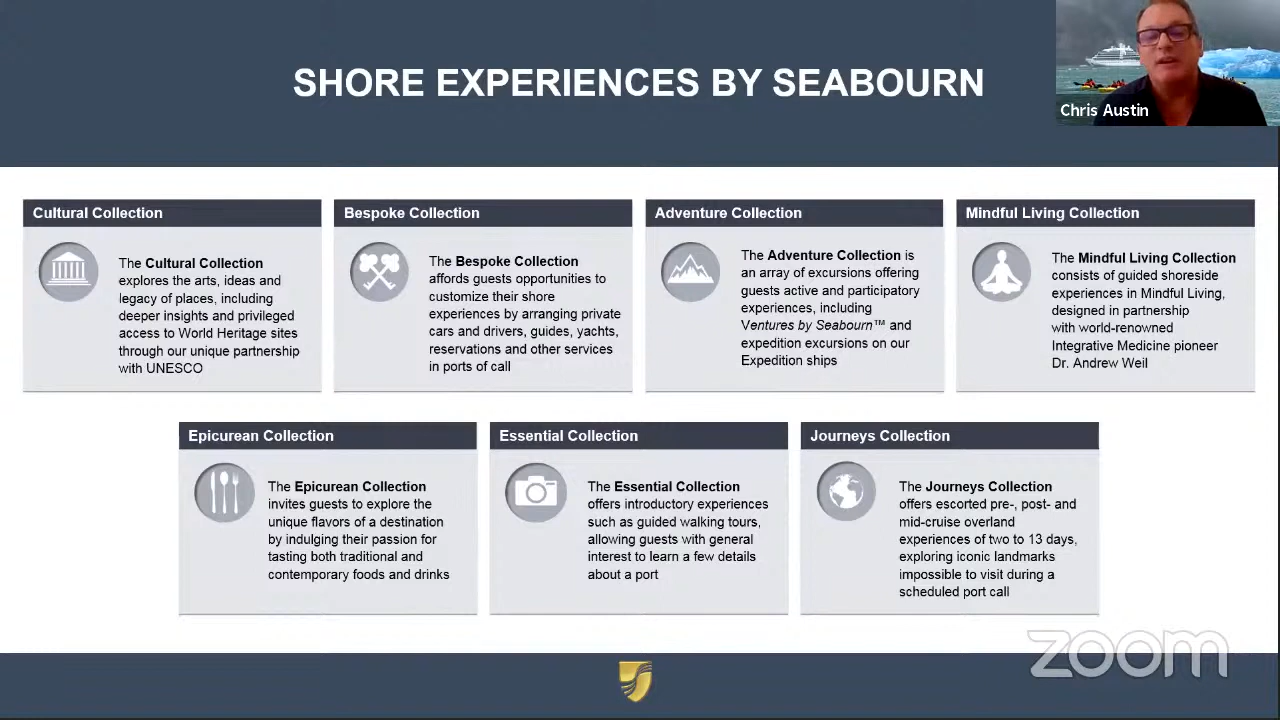 SHORE EXPERIENCES BY SEABOURN
Chris Austin
Cultural Collection
The Cultural Collection
explores the arts, ideas and
legacy of places, including
deeper insights and privileged
access to World Heritage sites
through our unique partnership
with UNESCO
Bespoke Collection
The Bespoke Collection
affords guests opportunities to
customize their shore
experiences by arranging private
cars and drivers, guides, yachts,
reservations and other services
in ports of call
Adventure Collection
The Adventure Collection is
an array of excursions offering
guests active and participatory
experiences, including
Ventures by Seabourn™ and
expedition excursions on our
Expedition ships
Mindful Living Collection
The Mindful Living Collection
consists of guided shoreside
experiences in Mindful Living,
designed in partnership
with world-renowned
Integrative Medicine pioneer
Dr. Andrew Weil
Epicurean Collection
The Epicurean Collection
invites guests to explore the
unique flavors of a destination
by indulging their passion for
tasting both traditional and
contemporary foods and drinks
Essential Collection
The Essential Collection
offers introductory experiences
such as guided walking tours,
allowing guests with general
interest to learn a few details
about a port
Journeys Collection
The Journeys Collection
offers escorted pre-, post- and
mid-cruise overland
experiences of two to 13 days,
exploring iconic landmarks
impossible to visit during a
scheduled port call
zoom